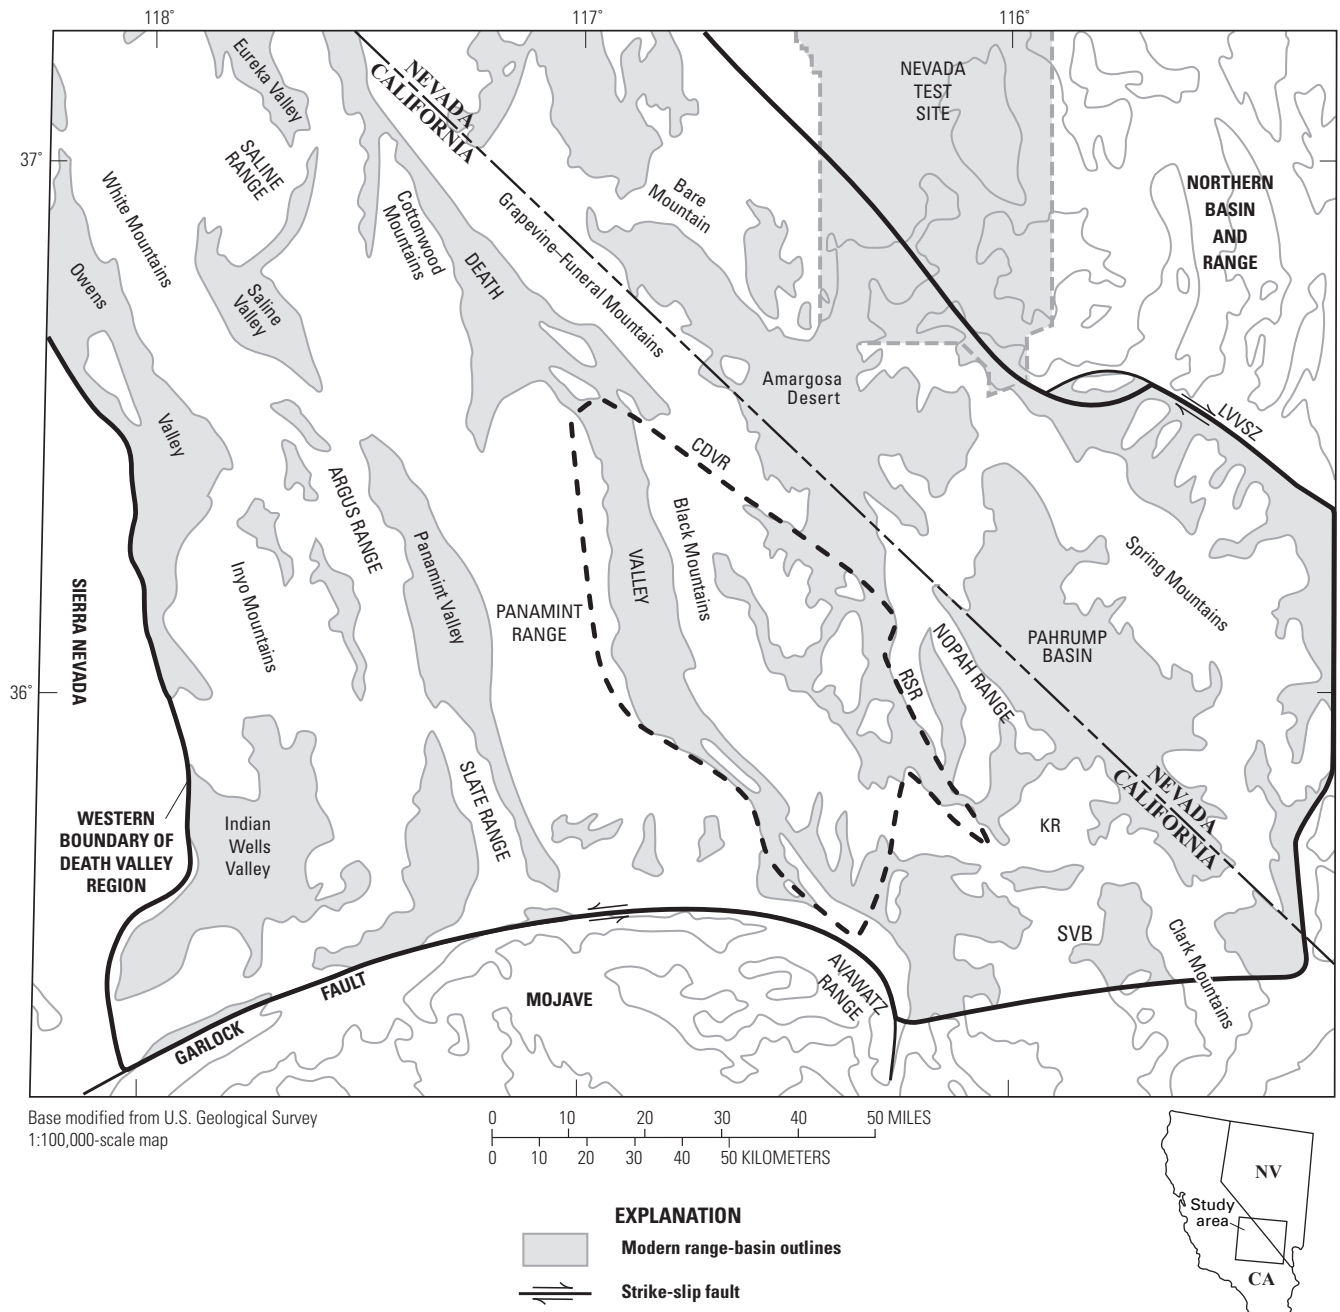 118°
117°
116°
Eureka Valley
NEVADA
CALIFORNIA
NEVADA
TEST
SITE
37°
SALINE
RANGE
White Mountains
Cottonwood
Mountains
Grapevine–Funeral Mountains
Bare
Mountain
NORTHERN
BASIN
AND
RANGE
Owens
Saline
Valley
DEATH
Amargosa
Desert
LVVSZ
Valley
CDVR
ARGUS RANGE
Panamint Valley
Black Mountains
VALLEY
Spring Mountains
SIERRA NEVADA
Inyo Mountains
PANAMINT
RANGE
NOPAH RANGE
PAHRUMP
BASIN
RSR
36°
SLATE RANGE
NEVADA
CALIFORNIA
WESTERN
BOUNDARY OF
DEATH VALLEY
REGION
Indian
Wells
Valley
KR
SVB
Clark Mountains
AVAWATZ
RANGE
GARLOCK
FAULT
MOJAVE
Base modified from U.S. Geological Survey
1:100,000-scale map
0 10 20 30 40 50 MILES
0 10 20 30 40 50 KILOMETERS
NV
Study
area
CA
EXPLANATION
Modern range-basin outlines
Strike-slip fault